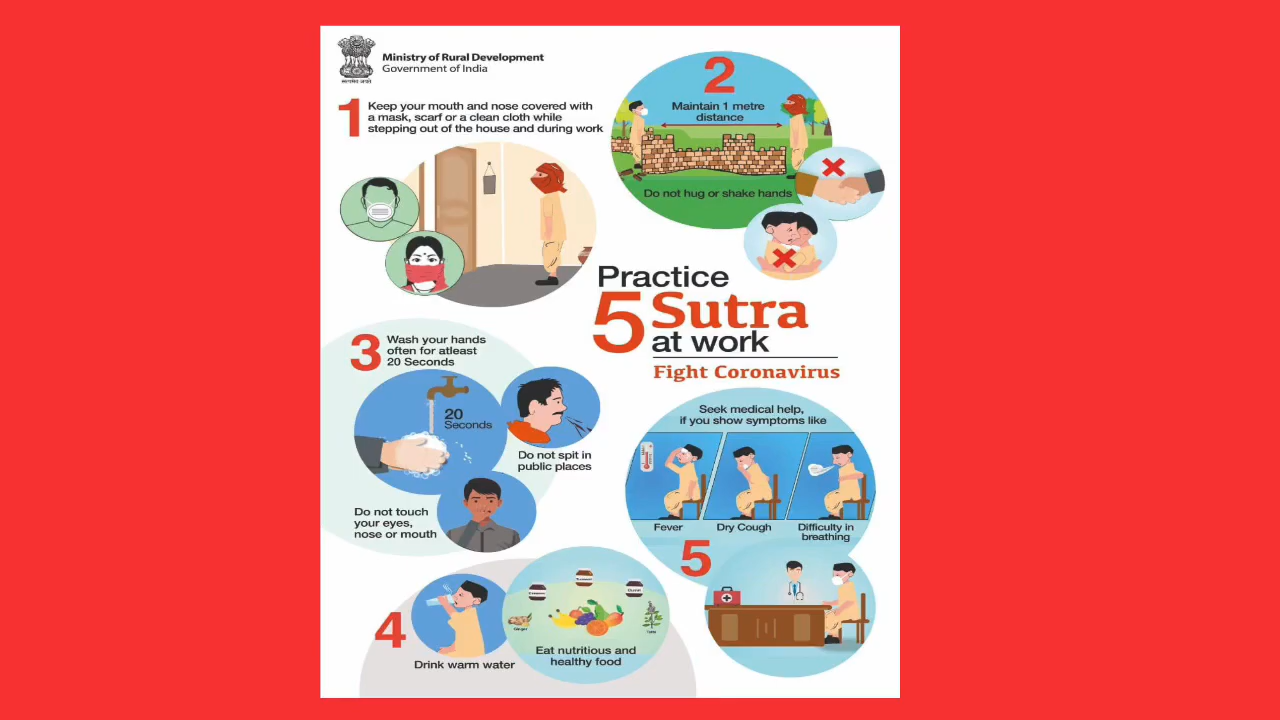 Ministry of Rural Development
Government of India
1
Keep your mouth and nose covered with
a mask, scarf or a clean cloth while
stepping out of the house and during work
2
Maintain 1 metre
distance
Do not hug or shake hands
Practice
5 Sutra
at work
Fight Coronavirus
3
Wash your hands
often for atleast
20 Seconds
20
Seconds
Do not spit in
public places
Do not touch
your eyes,
nose or mouth
4
Drink warm water
Eat nutritious and
healthy food
Seek medical help,
if you show symptoms like
Fever
Dry Cough
Difficulty in
breathing
5